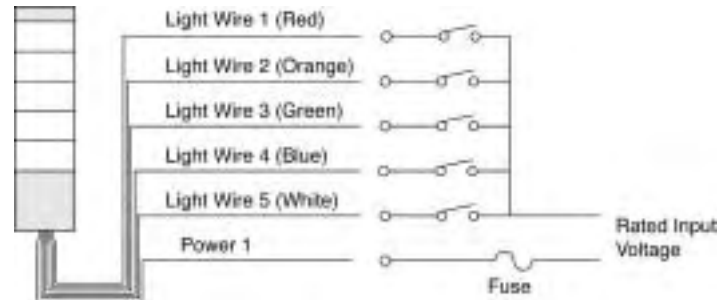 Light Wire 1 (Red)
Light Wire 2 (Orange)
Light Wire 3 (Green)
Light Wire 4 (Blue)
Light Wire 5 (White)
Power 1
Rated Input
Voltage
Fuse